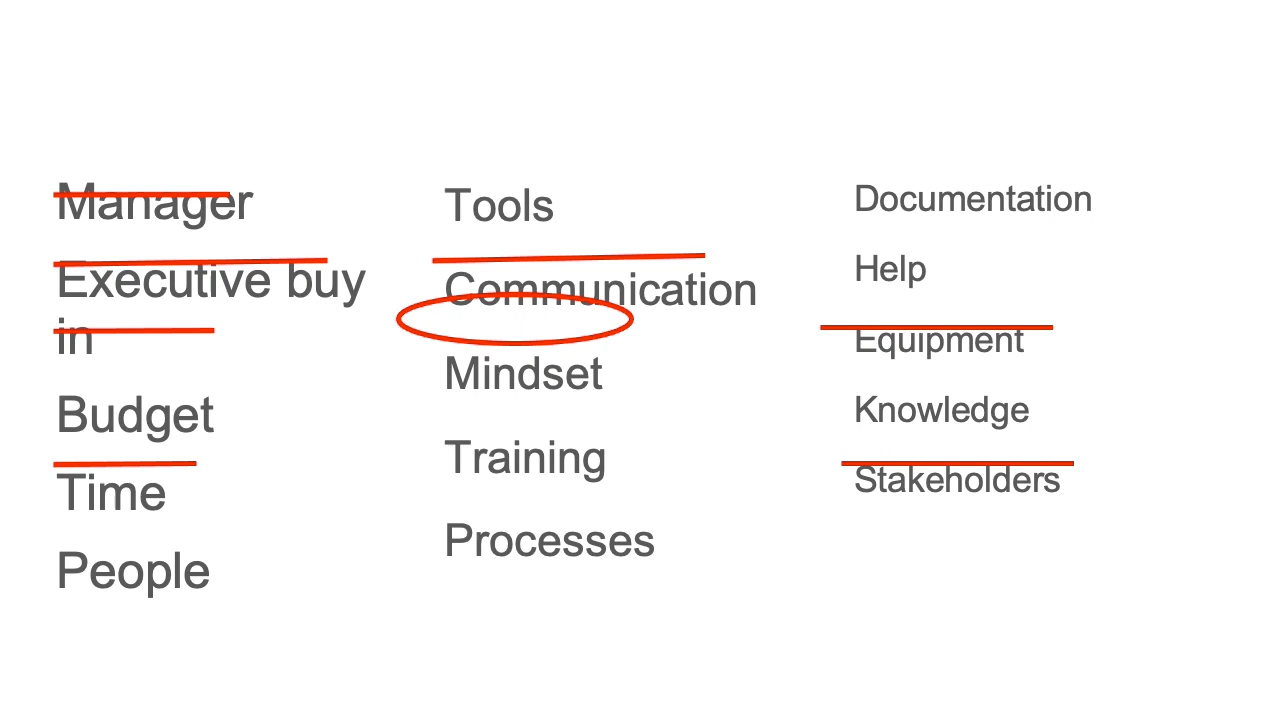 Manager
Executive buy
in
Budget
Time
People
Tools
Communication
Mindset
Training
Processes
Documentation
Help
Equipment
Knowledge
Stakeholders